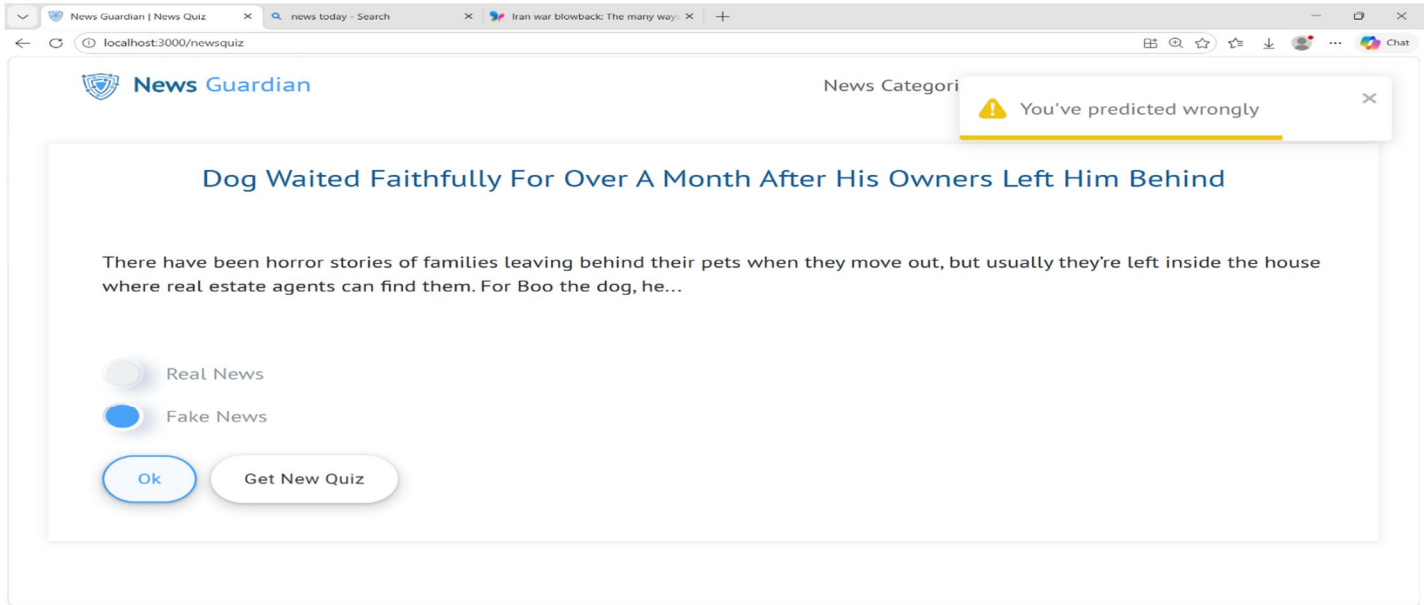 News Guardian | News Quiz
news today - Search
Iran war blowback: The many ways
localhost:3000/newsquiz
Chat
News Guardian
News Categori
You've predicted wrongly
Dog Waited Faithfully For Over A Month After His Owners Left Him Behind
There have been horror stories of families leaving behind their pets when they move out, but usually they're left inside the house
where real estate agents can find them. For Boo the dog, he...
Real News
Fake News
Ok
Get New Quiz